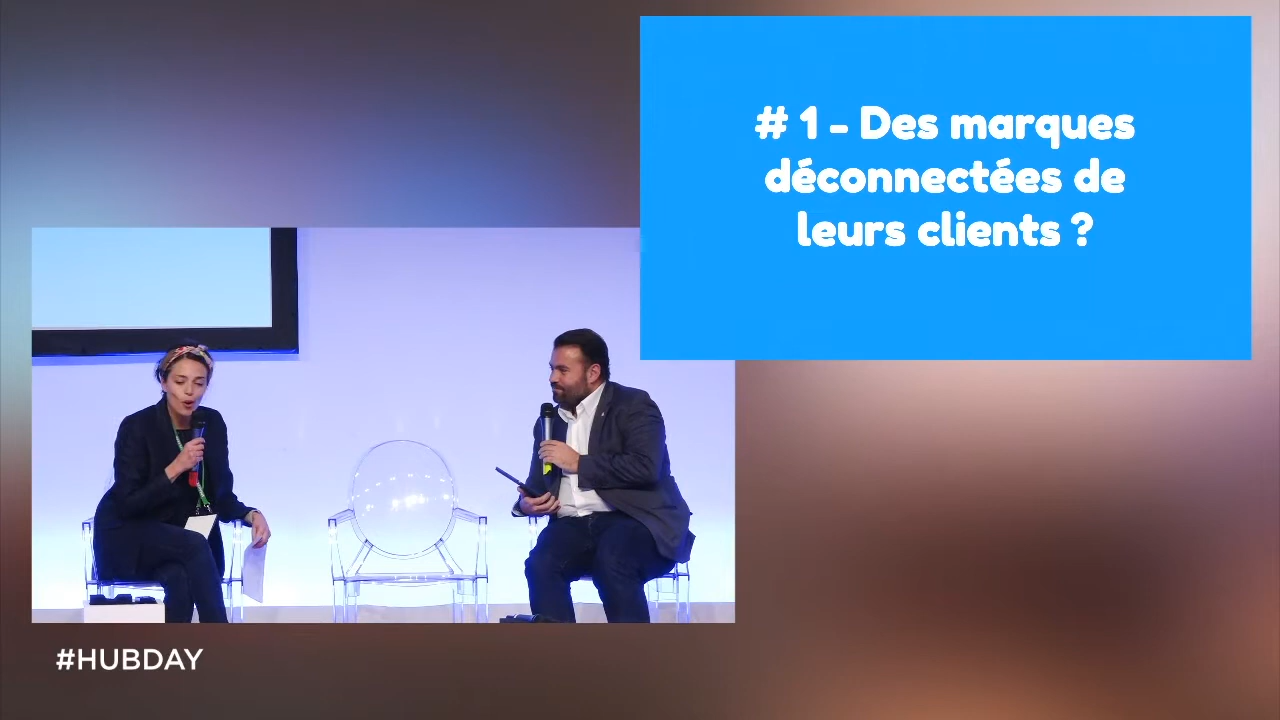 # 1 - Des marques
déconnectées de
leurs clients ?
#HUBDAY